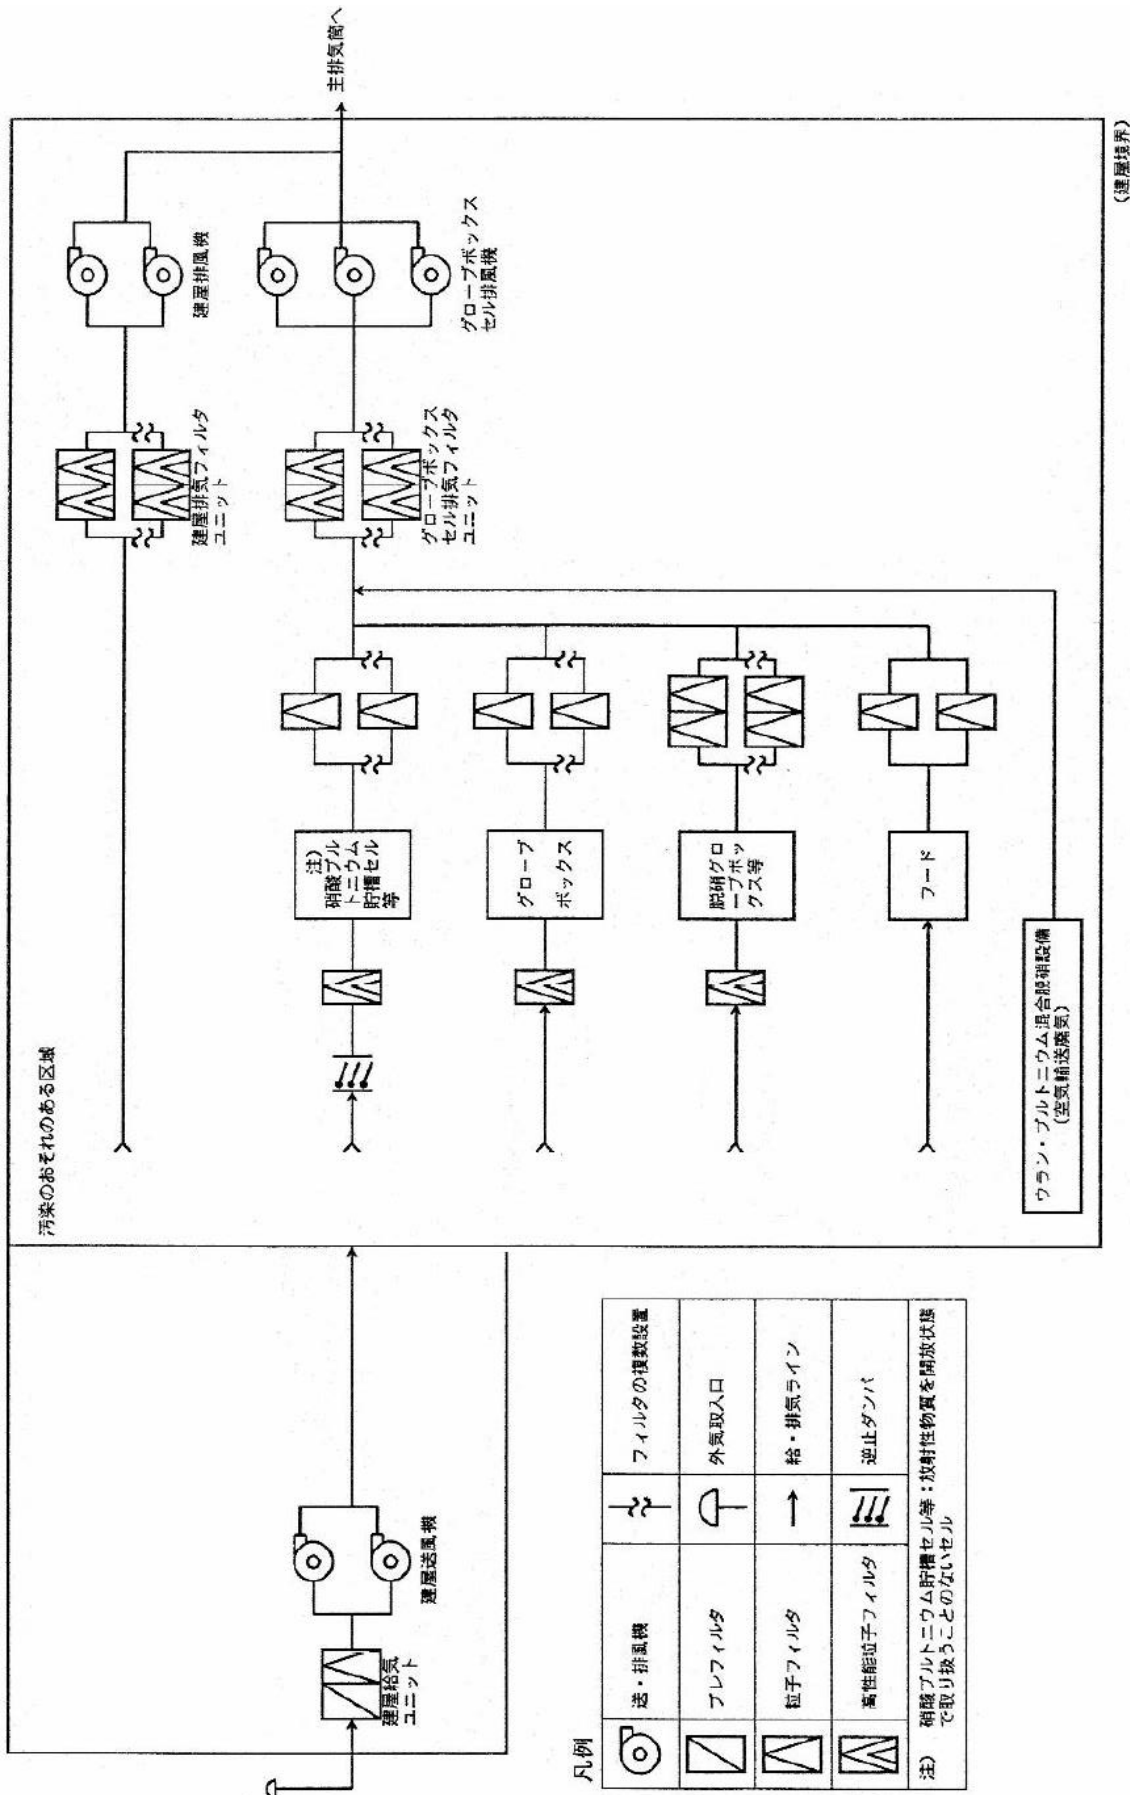 主排気筒へ
(建屋境界)
汚染のおそれのある区域
建屋排風機
グローブボックス
セル排風機
建屋排気フィルタ
ユニット
グローブボックス
セル排気フィルタ
ユニット
注)
硝酸プル
トニウム
貯槽セル
等
グローブ
ボックス
脱硝グロ
ーブボッ
クス等
フード
ウラン・プルトニウム混合脱硝設備
(空気輸送廃気)
建屋送風機
建屋給気
ユニット
凡例
送・排風機
フィルタの複数設置
プレフィルタ
外気取入口
粒子フィルタ
給・排気ライン
高性能粒子フィルタ
逆止ダンパ
注) 硝酸プルトニウム貯槽セル等:放射性物質を開放状態
で取り扱うことのないセル